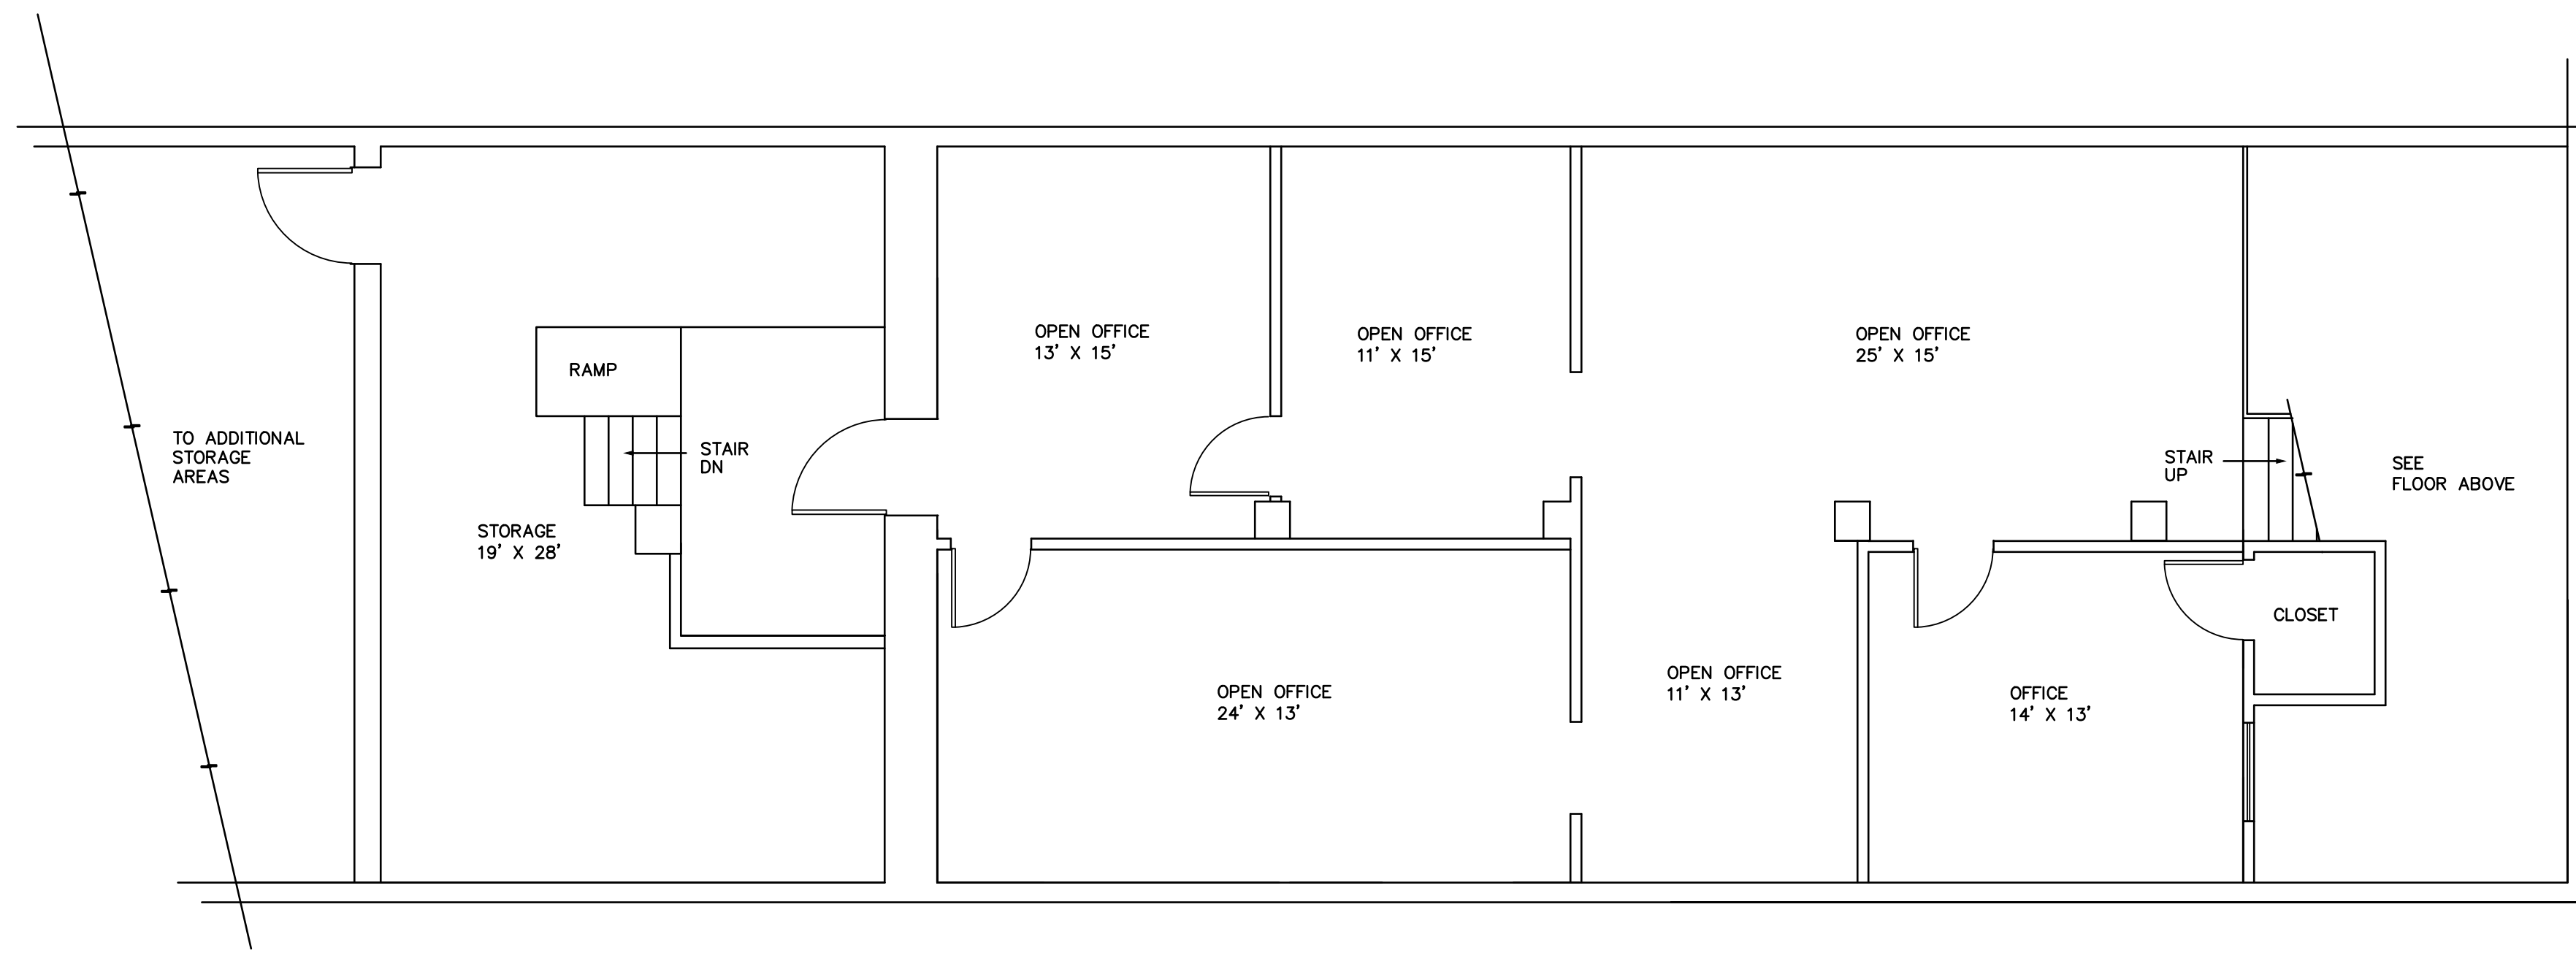 TO ADDITIONAL
STORAGE
AREAS
RAMP
STAIR
DN
STORAGE
19' X 28'
OPEN OFFICE
13' X 15'
OPEN OFFICE
11' X 15'
OPEN OFFICE
25' X 15'
STAIR
UP
SEE
FLOOR ABOVE
OPEN OFFICE
24' X 13'
OPEN OFFICE
11' X 13'
OFFICE
14' X 13'
CLOSET